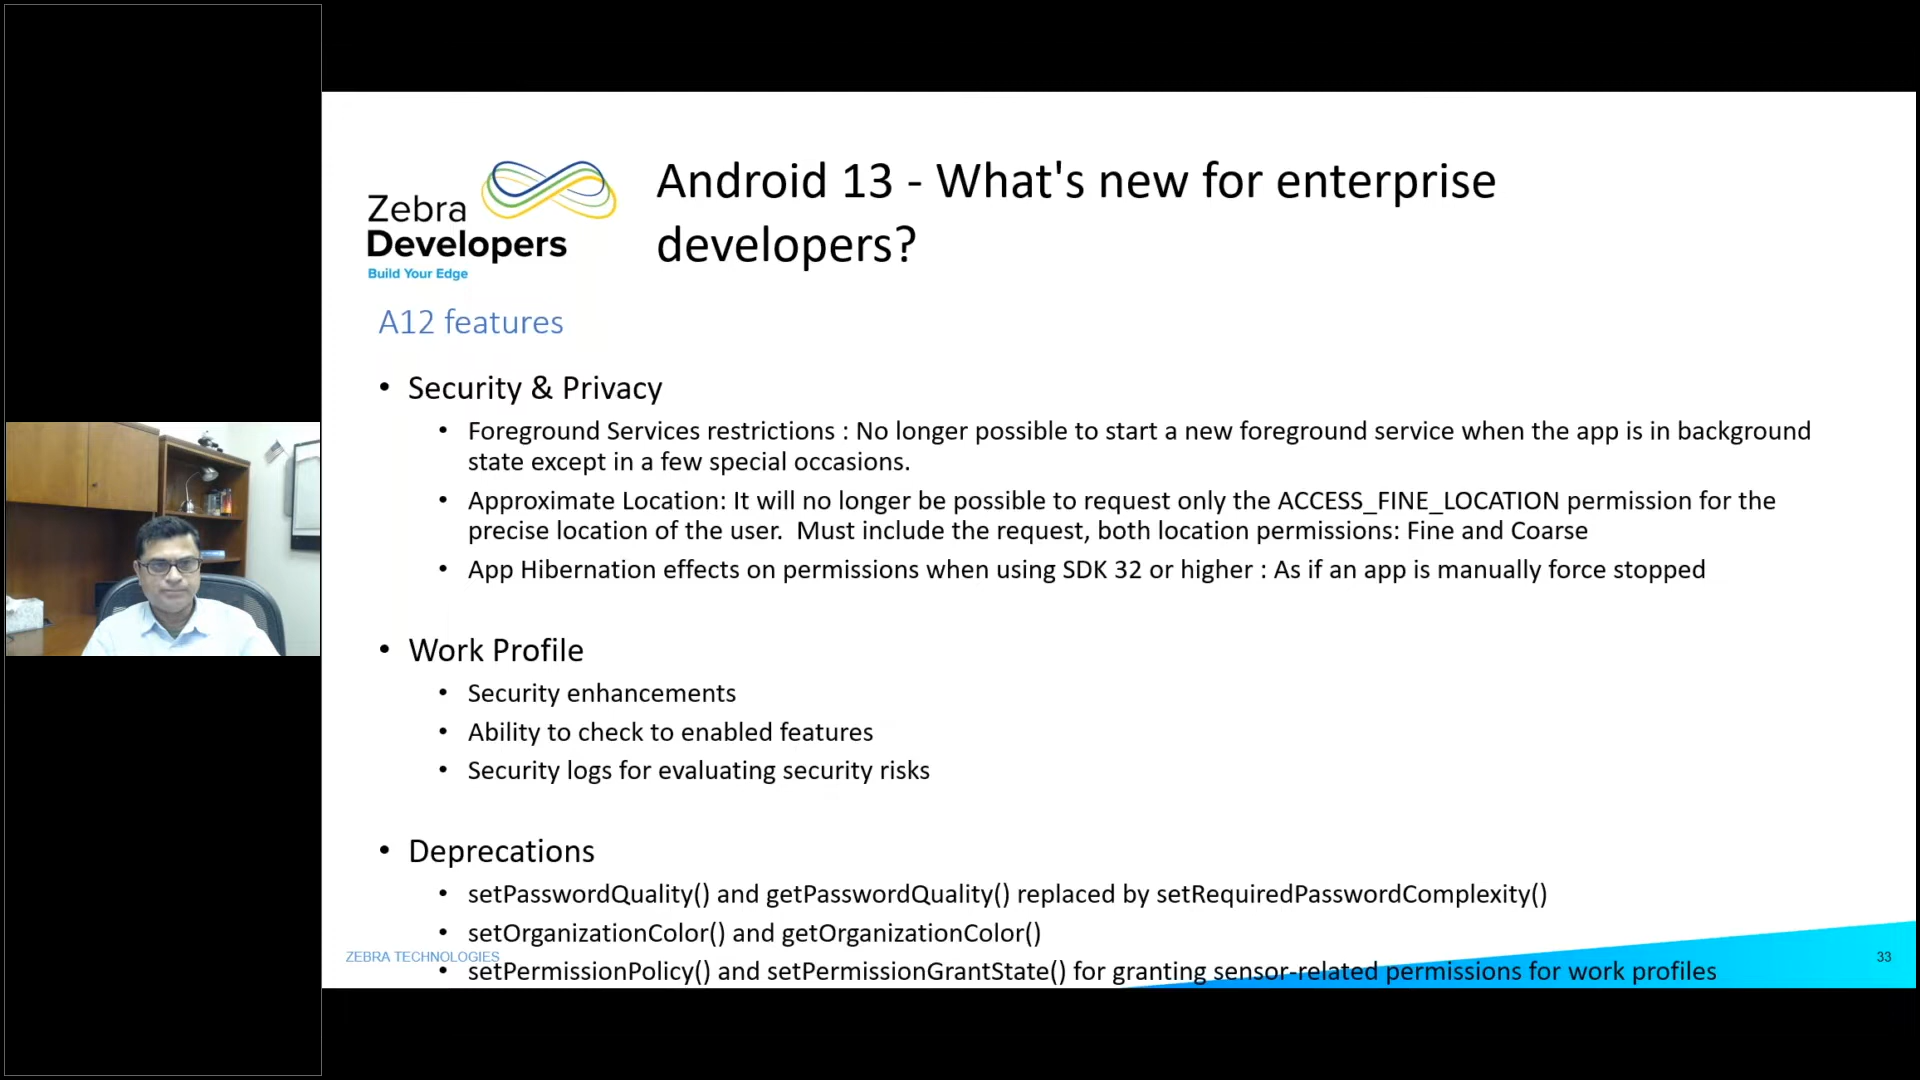 Zebra
Developers
Build Your Edge
Android 13 - What's new for enterprise
developers?
A12 features
• Security & Privacy
• Foreground Services restrictions : No longer possible to start a new foreground service when the app is in background
state except in a few special occasions.
• Approximate Location: It will no longer be possible to request only the ACCESS_FINE_LOCATION permission for the
precise location of the user.  Must include the request, both location permissions: Fine and Coarse
• App Hibernation effects on permissions when using SDK 32 or higher : As if an app is manually force stopped
• Work Profile
• Security enhancements
• Ability to check to enabled features
• Security logs for evaluating security risks
• Deprecations
• setPasswordQuality() and getPasswordQuality() replaced by setRequiredPasswordComplexity()
• setOrganizationColor() and getOrganizationColor()
• setPermissionPolicy() and setPermissionGrantState() for granting sensor-related permissions for work profiles
ZEBRA TECHNOLOGIES
33